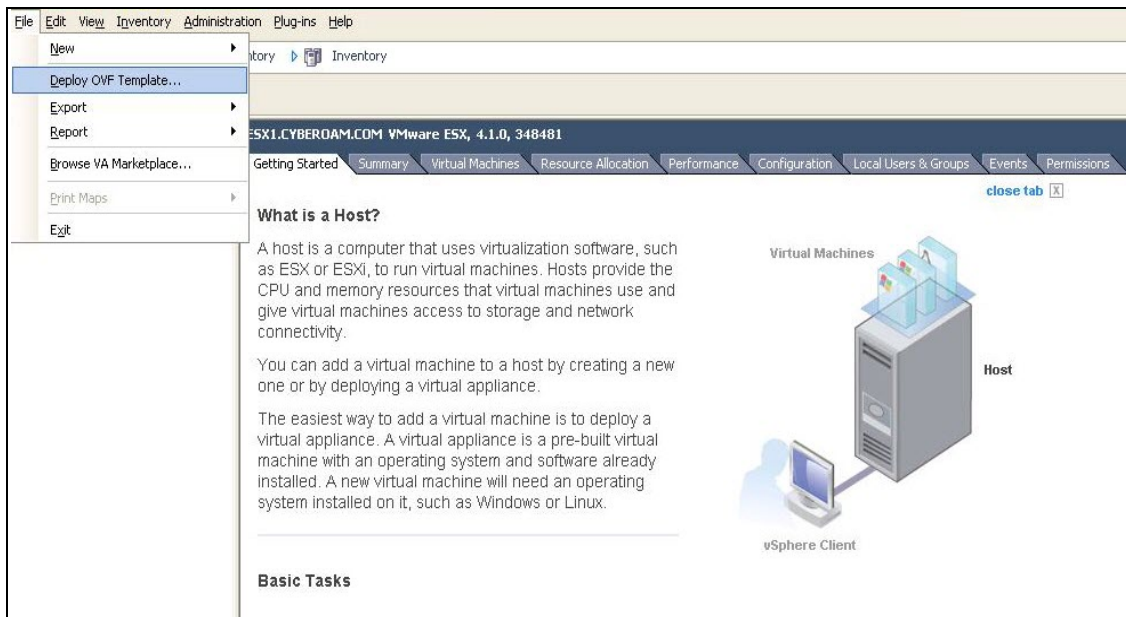 File Edit View Inventory Administration Plug-ins Help
New
ntory Inventory
Deploy OVF Template...
Export
Report
Browse VA Marketplace...
Print Maps
Exit
ESX1.CYBEROAM.COM VMware ESX, 4.1.0, 348481
Getting Started Summary Virtual Machines Resource Allocation Performance Configuration Local Users & Groups Events Permissions
close tab X
What is a Host?
A host is a computer that uses virtualization software, such
as ESX or ESXi, to run virtual machines. Hosts provide the
CPU and memory resources that virtual machines use and
give virtual machines access to storage and network
connectivity.
You can add a virtual machine to a host by creating a new
one or by deploying a virtual appliance.
The easiest way to add a virtual machine is to deploy a
virtual appliance. A virtual appliance is a pre-built virtual
machine with an operating system and software already
installed. A new virtual machine will need an operating
system installed on it, such as Windows or Linux.
Virtual Machines
Host
vSphere Client
Basic Tasks